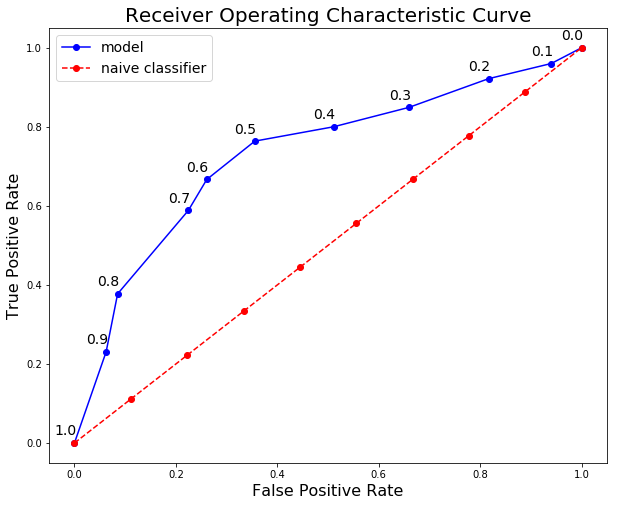 Receiver Operating Characteristic Curve
model
naive classifier
0.0
0.1
0.2
0.3
0.4
0.5
0.6
0.7
0.8
0.9
1.0
True Positive Rate
1.0
0.8
0.6
0.4
0.2
0.0
0.0 0.2 0.4 0.6 0.8 1.0
False Positive Rate